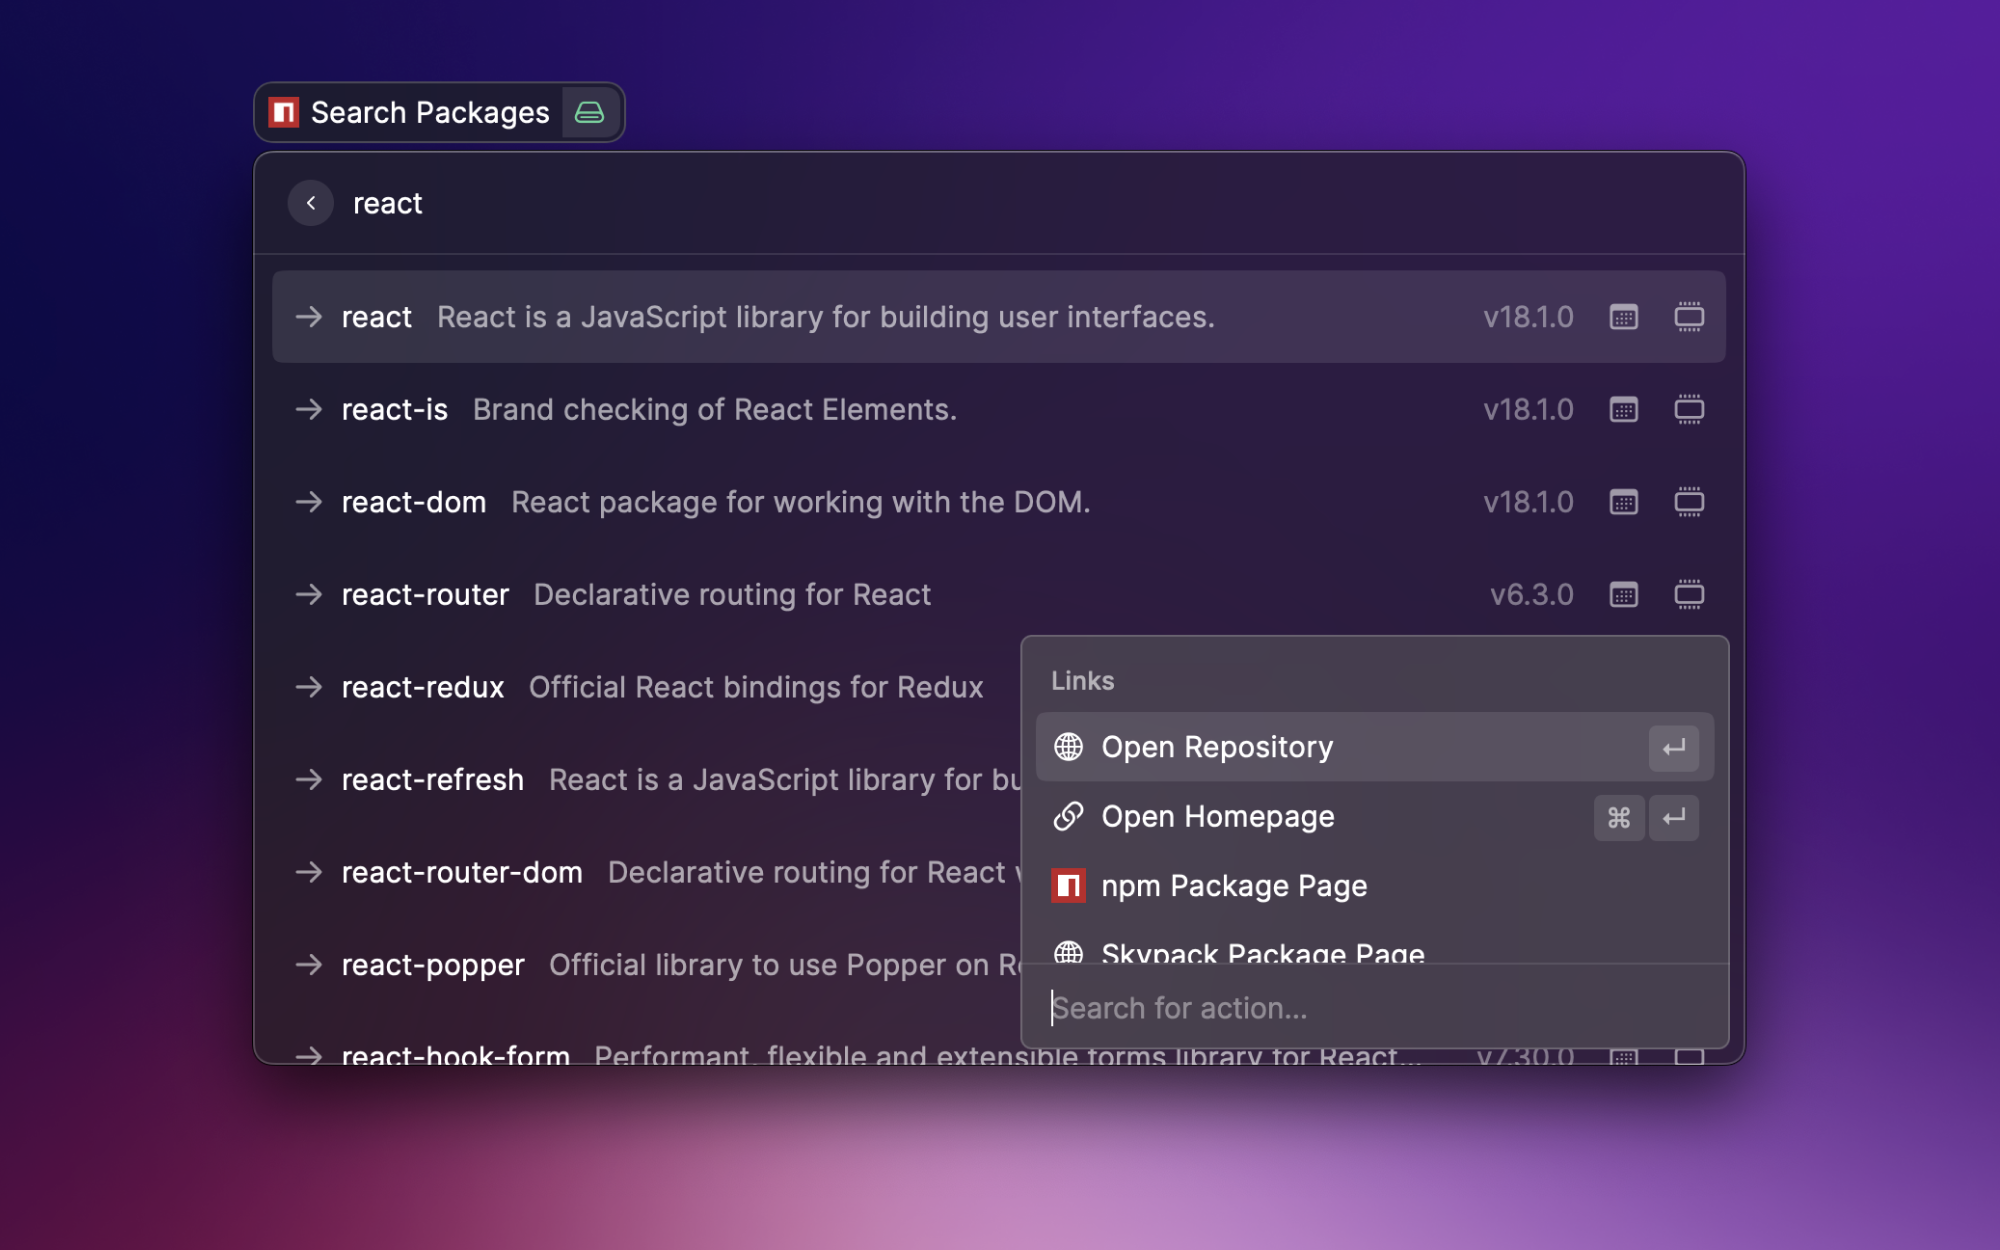 Search Packages
react
react React is a JavaScript library for building user interfaces. v18.1.0
react-is Brand checking of React Elements. v18.1.0
react-dom React package for working with the DOM. v18.1.0
react-router Declarative routing for React v6.3.0
react-redux Official React bindings for Redux
react-refresh React is a JavaScript library for bu
react-router-dom Declarative routing for React
react-popper Official library to use Popper on Re
react-hook-form Performant, flexible and extensible forms library for React... v7.30.0
Links
Open Repository ↵
Open Homepage ⌘ ↵
npm Package Page
Skypack Package Page
Search for action...